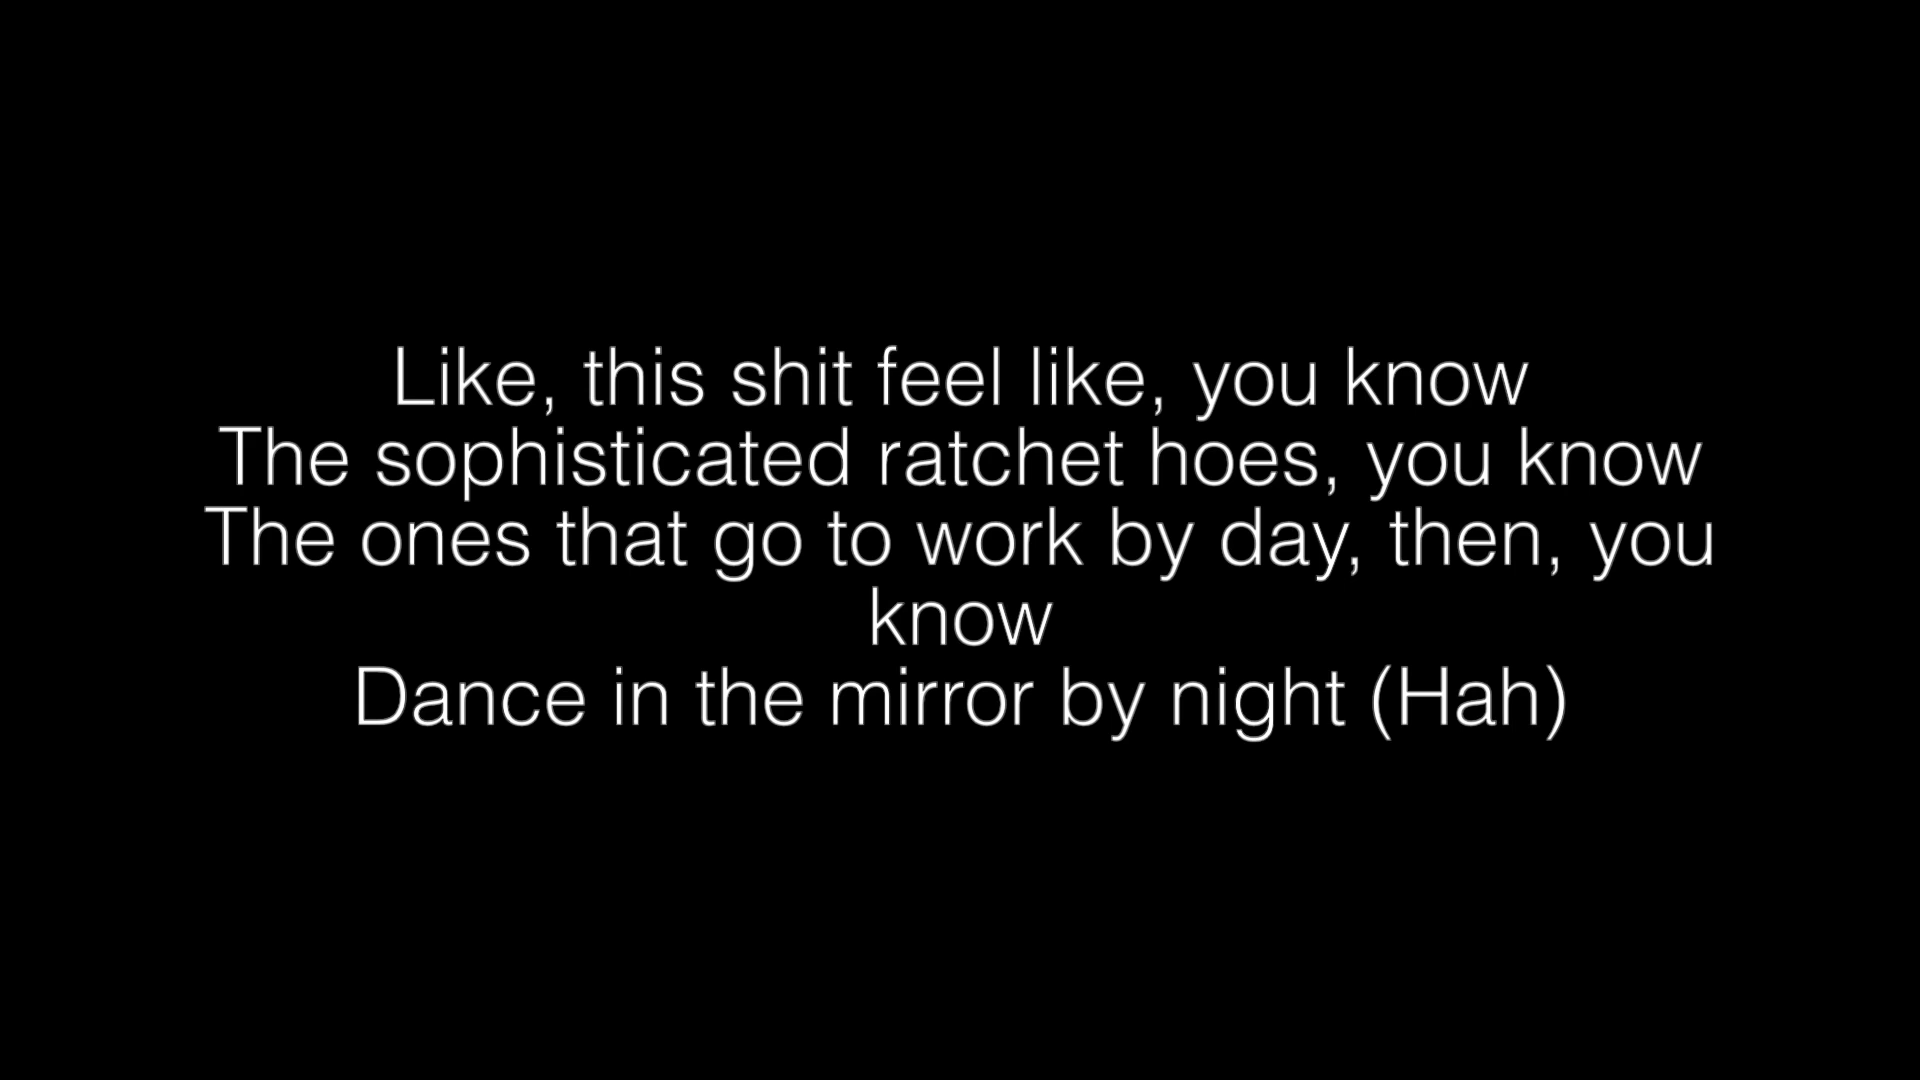 Like, this shit feel like, you know
The sophisticated ratchet hoes, you know
The ones that go to work by day, then, you
know
Dance in the mirror by night (Hah)